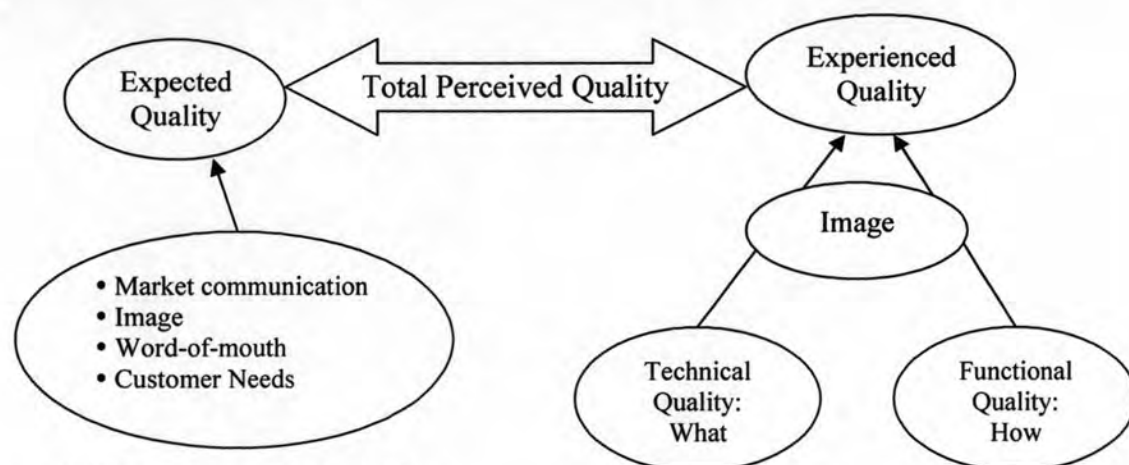 Expected
Quality
Total Perceived Quality
Experienced
Quality
Image
• Market communication
• Image
• Word-of-mouth
• Customer Needs
Technical
Quality:
What
Functional
Quality:
How